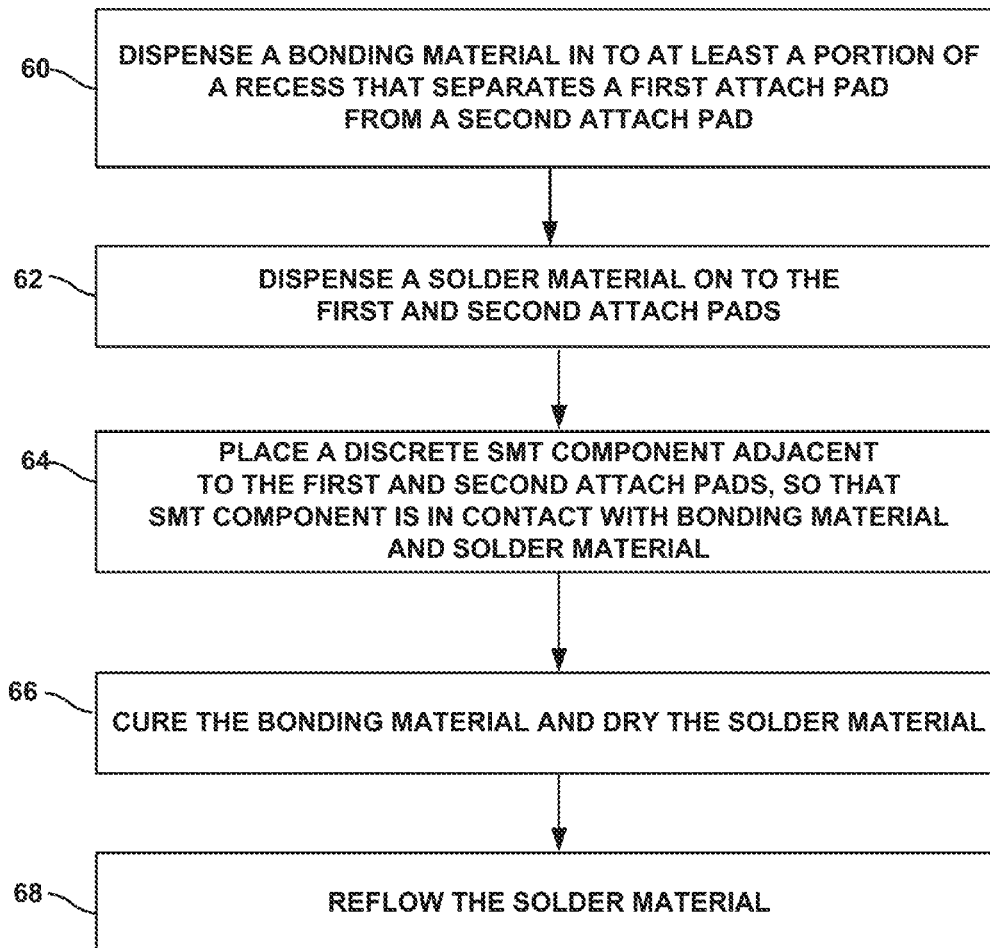 60
DISPENSE A BONDING MATERIAL IN TO AT LEAST A PORTION OF
A RECESS THAT SEPARATES A FIRST ATTACH PAD
FROM A SECOND ATTACH PAD
62
DISPENSE A SOLDER MATERIAL ON TO THE
FIRST AND SECOND ATTACH PADS
64
PLACE A DISCRETE SMT COMPONENT ADJACENT
TO THE FIRST AND SECOND ATTACH PADS, SO THAT
SMT COMPONENT IS IN CONTACT WITH BONDING MATERIAL
AND SOLDER MATERIAL
66
CURE THE BONDING MATERIAL AND DRY THE SOLDER MATERIAL
68
REFLOW THE SOLDER MATERIAL